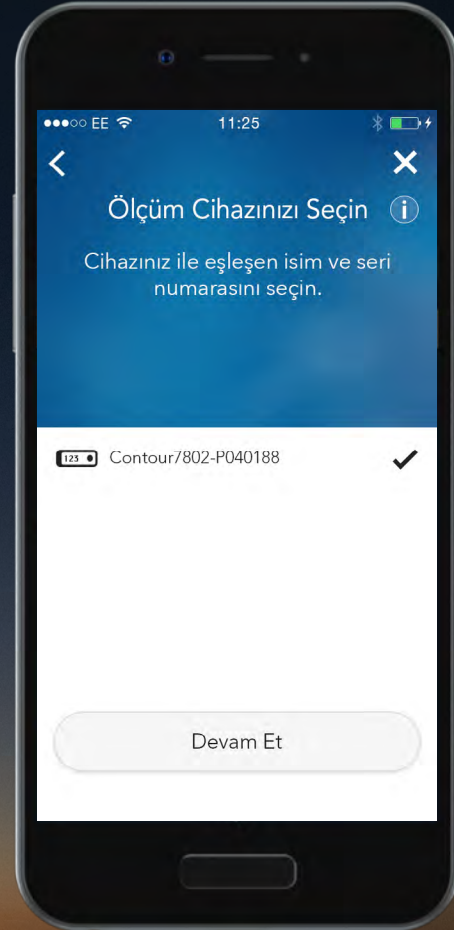 EE 11:25
Ölçüm Cihazınızı Seçin
Cihazınız ile eşleşen isim ve seri
numarasını seçin.
123 Contour7802-P040188
Devam Et